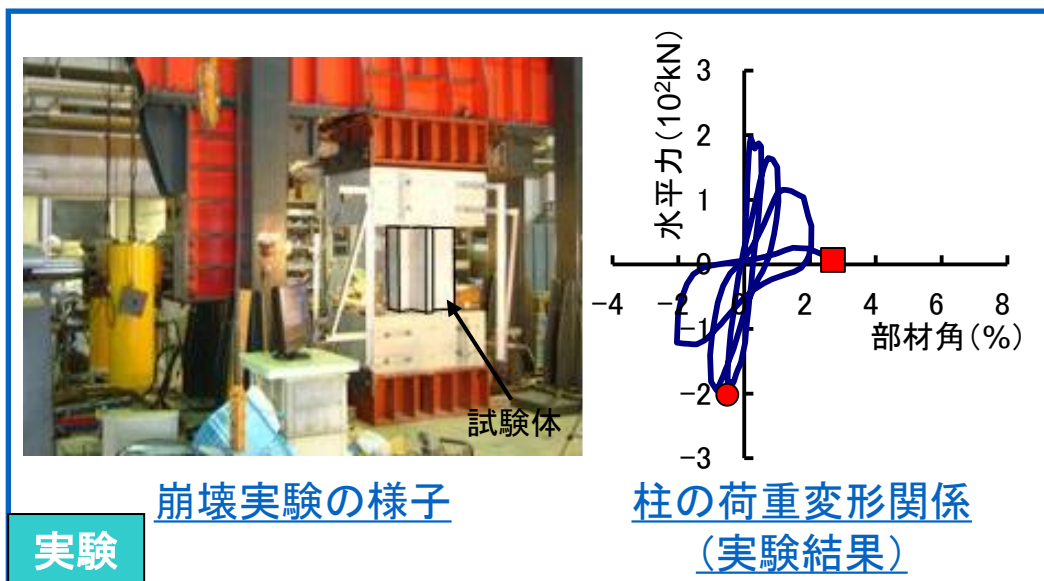 試験体
崩壊実験の様子
実験
水平力(10²kN)
3
2
1
0
-1
-2
-3
-4
-2
0
2
4
6
8
部材角(%)
柱の荷重変形関係
(実験結果)